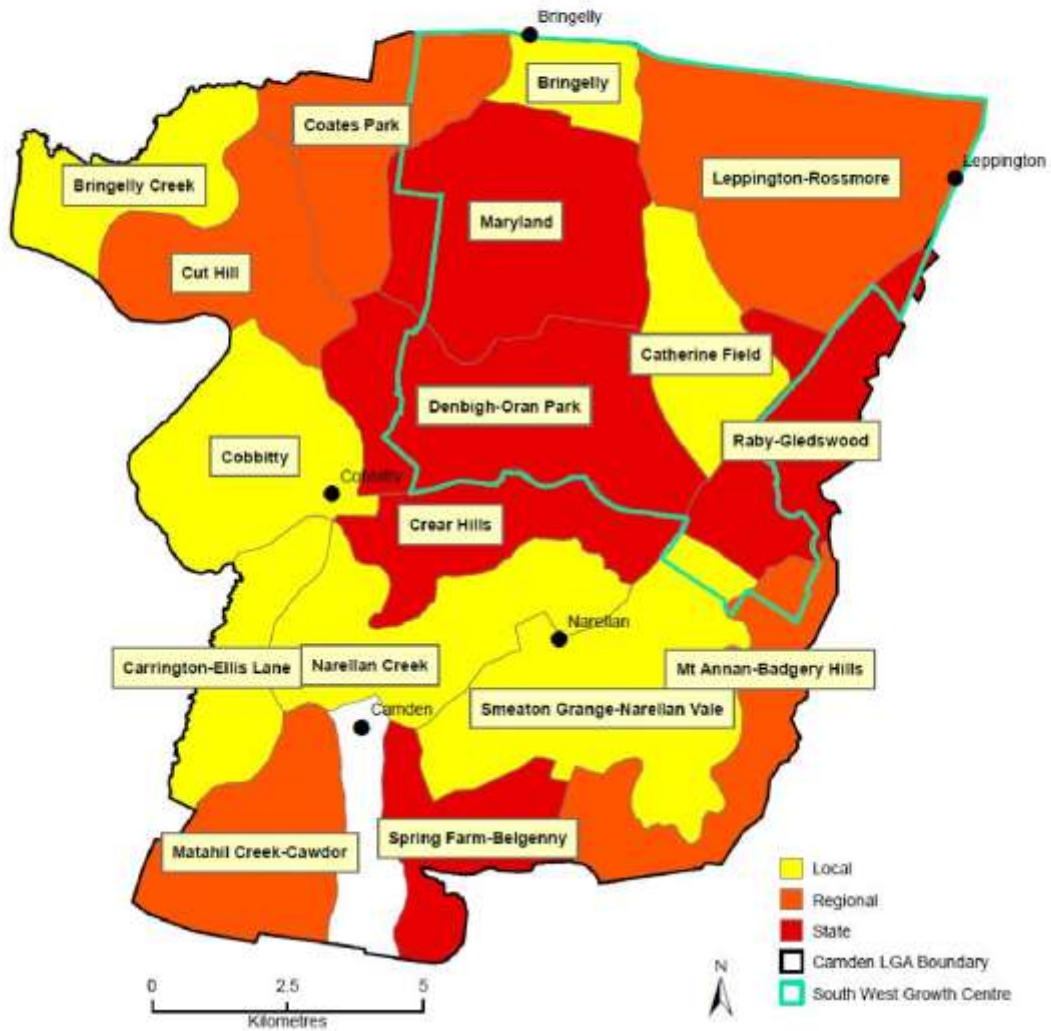 Bringelly
Bringelly
Coates Park
Leppington
Bringelly Creek
Leppington-Rossmore
Maryland
Cut Hill
Catherine Field
Denbigh-Oran Park
Raby-Gledswood
Cobbitty
Cobbitty
Crear Hills
Narellan
Carrington-Ellis Lane
Narellan Creek
Mt Annan-Badgery Hills
Camden
Smeaton Grange-Narellan Vale
Spring Farm-Belgenny
Matahil Creek-Cawdor
Local
Regional
State
Camden LGA Boundary
South West Growth Centre
N
0 2.5 5
Kilometres